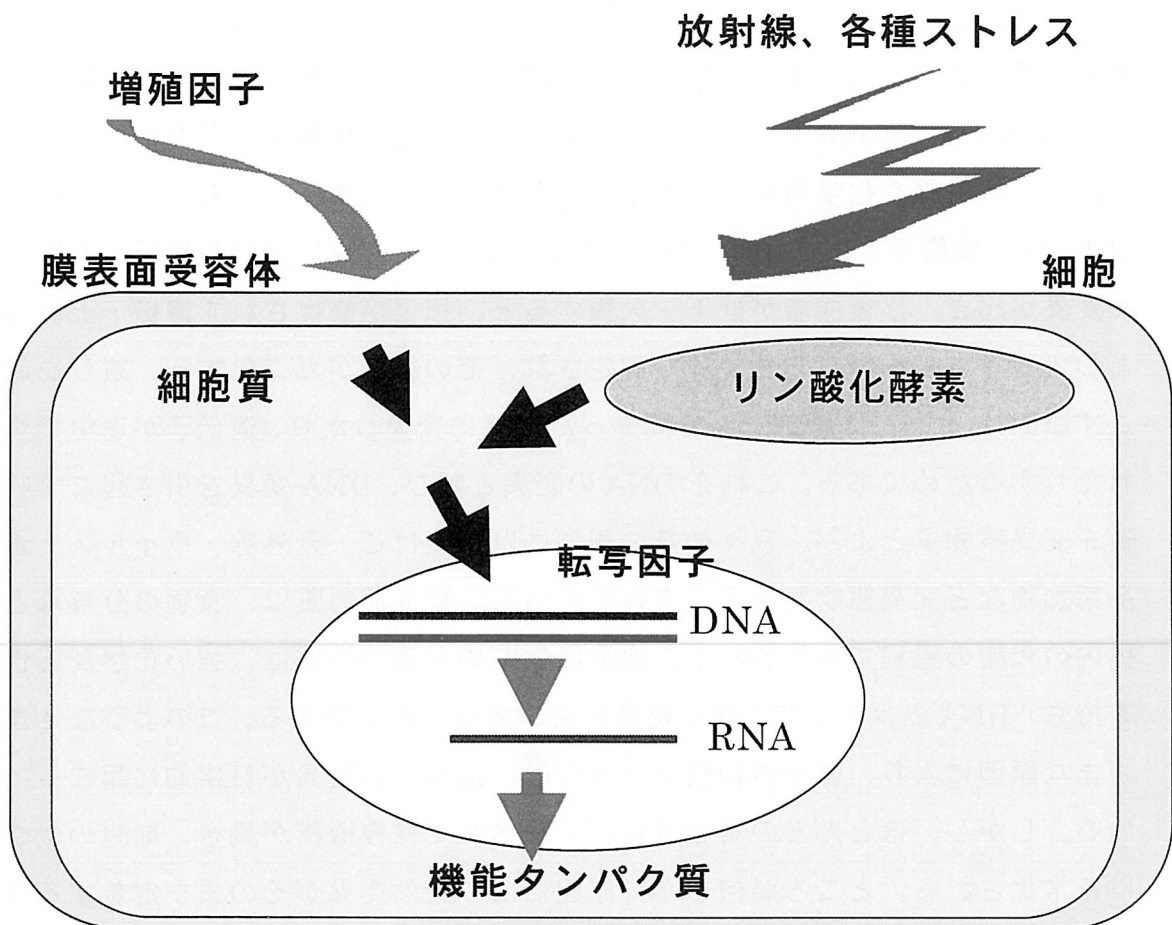 放射線、各種ストレス
増殖因子
膜表面受容体
細胞
細胞質
リン酸化酵素
転写因子
DNA
RNA
機能タンパク質